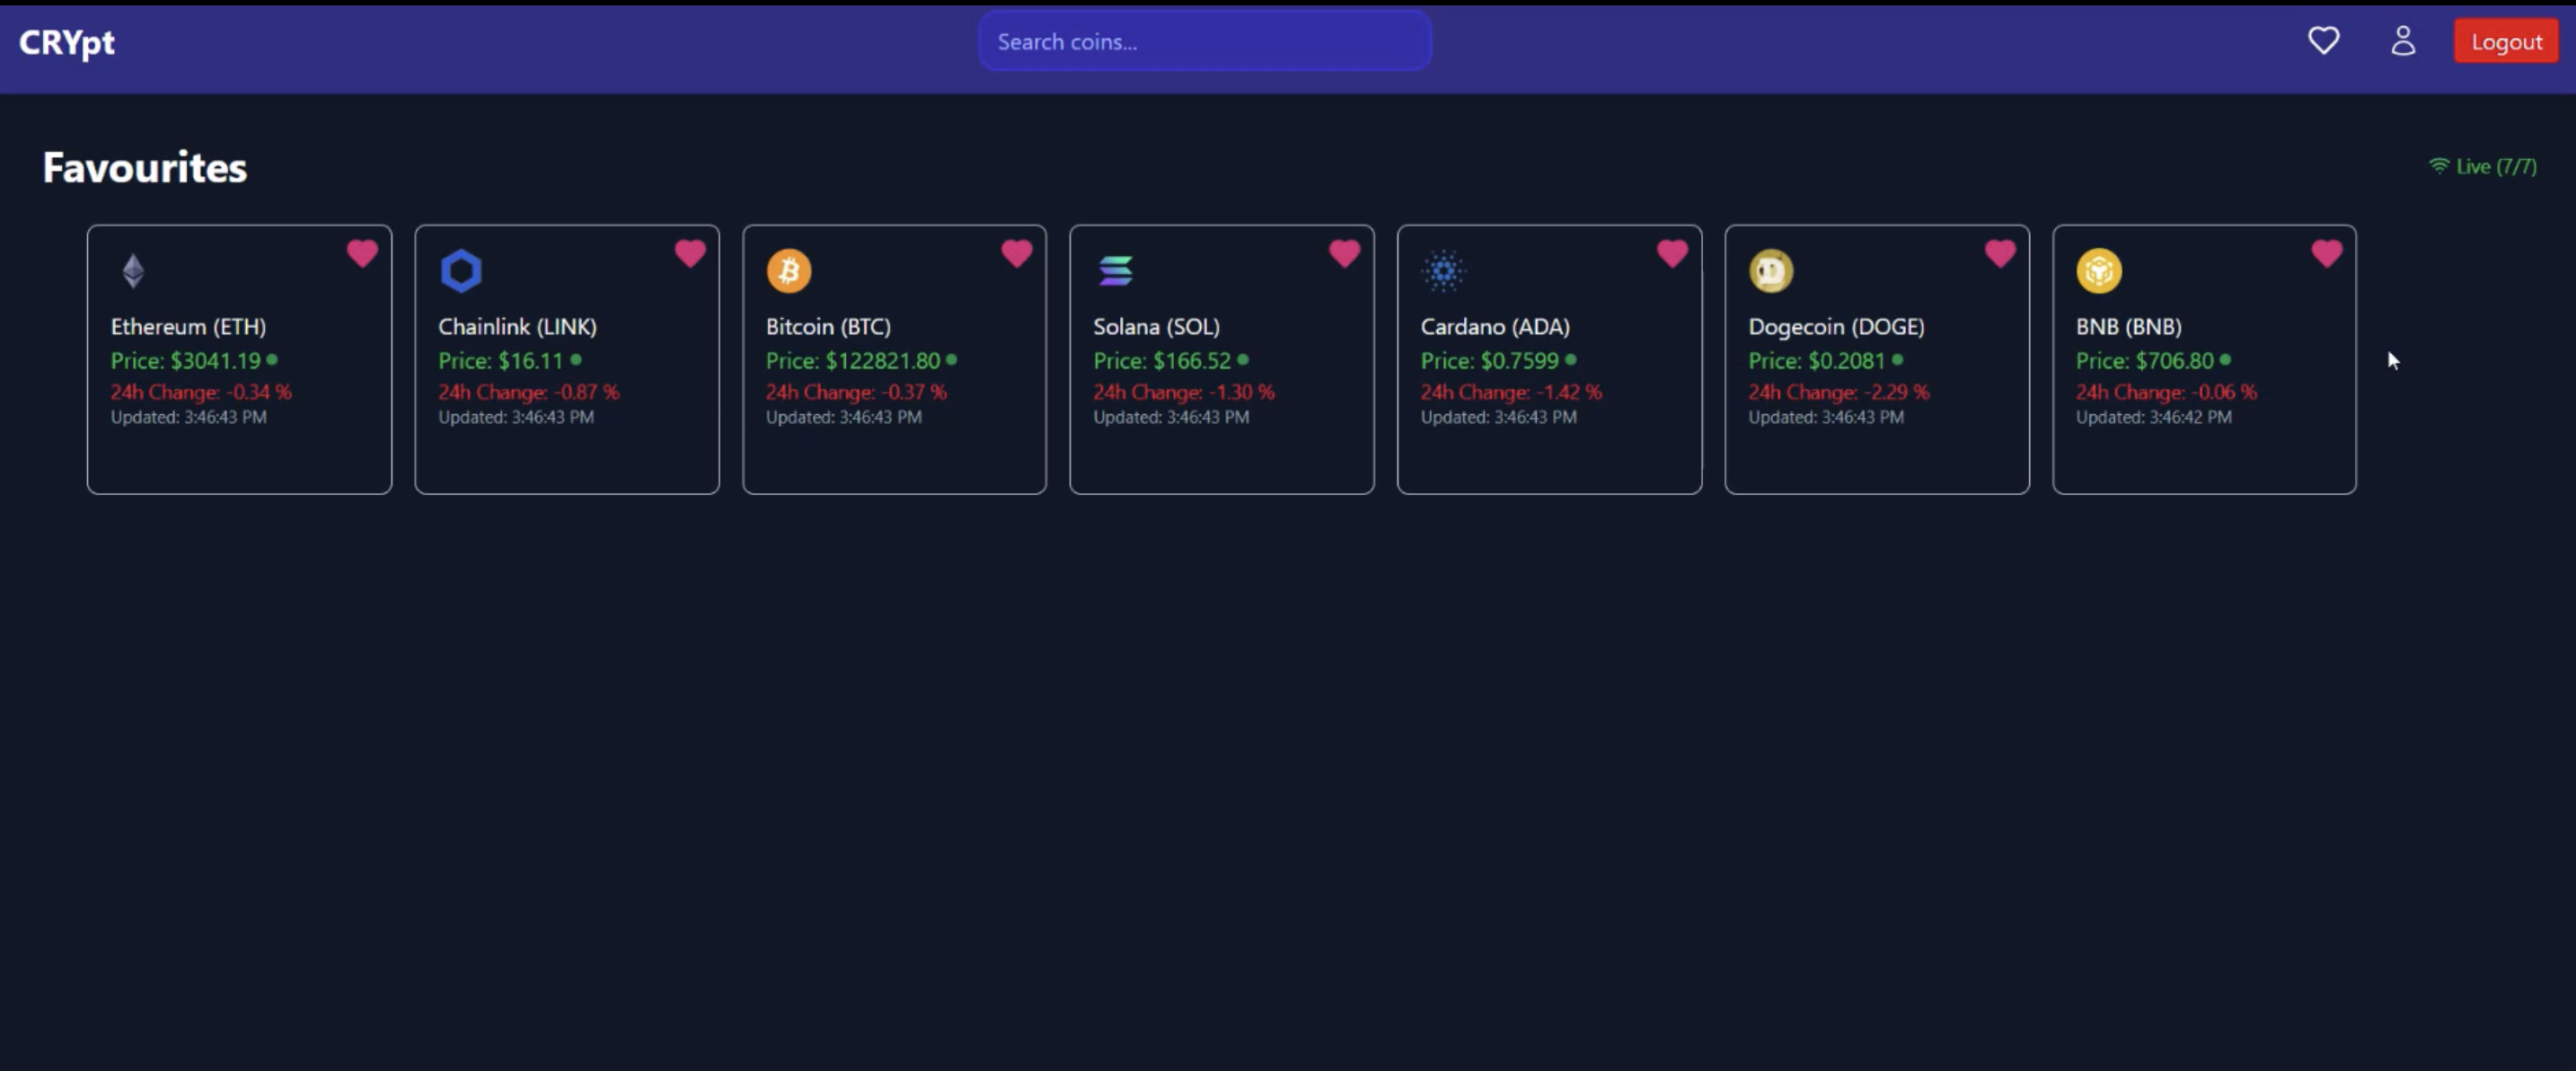 CRYpt
Search coins...
Logout
Favourites
Live (7/7)
Ethereum (ETH)
Price: $3041.19
24h Change: -0.34 %
Updated: 3:46:43 PM
Chainlink (LINK)
Price: $16.11
24h Change: -0.87 %
Updated: 3:46:43 PM
Bitcoin (BTC)
Price: $122821.80
24h Change: -0.37 %
Updated: 3:46:43 PM
Solana (SOL)
Price: $166.52
24h Change: -1.30 %
Updated: 3:46:43 PM
Cardano (ADA)
Price: $0.7599
24h Change: -1.42 %
Updated: 3:46:43 PM
Dogecoin (DOGE)
Price: $0.2081
24h Change: -2.29 %
Updated: 3:46:43 PM
BNB (BNB)
Price: $706.80
24h Change: -0.06 %
Updated: 3:46:42 PM